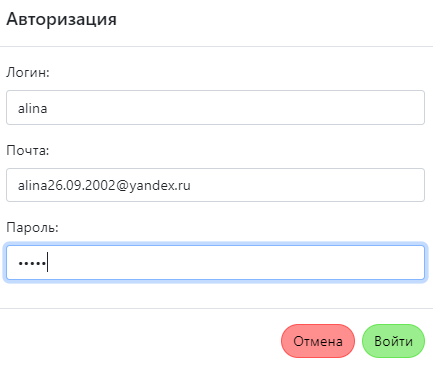 Авторизация
Логин:
alina
Почта:
alina26.09.2002@yandex.ru
Пароль:
•••••
Отмена Войти